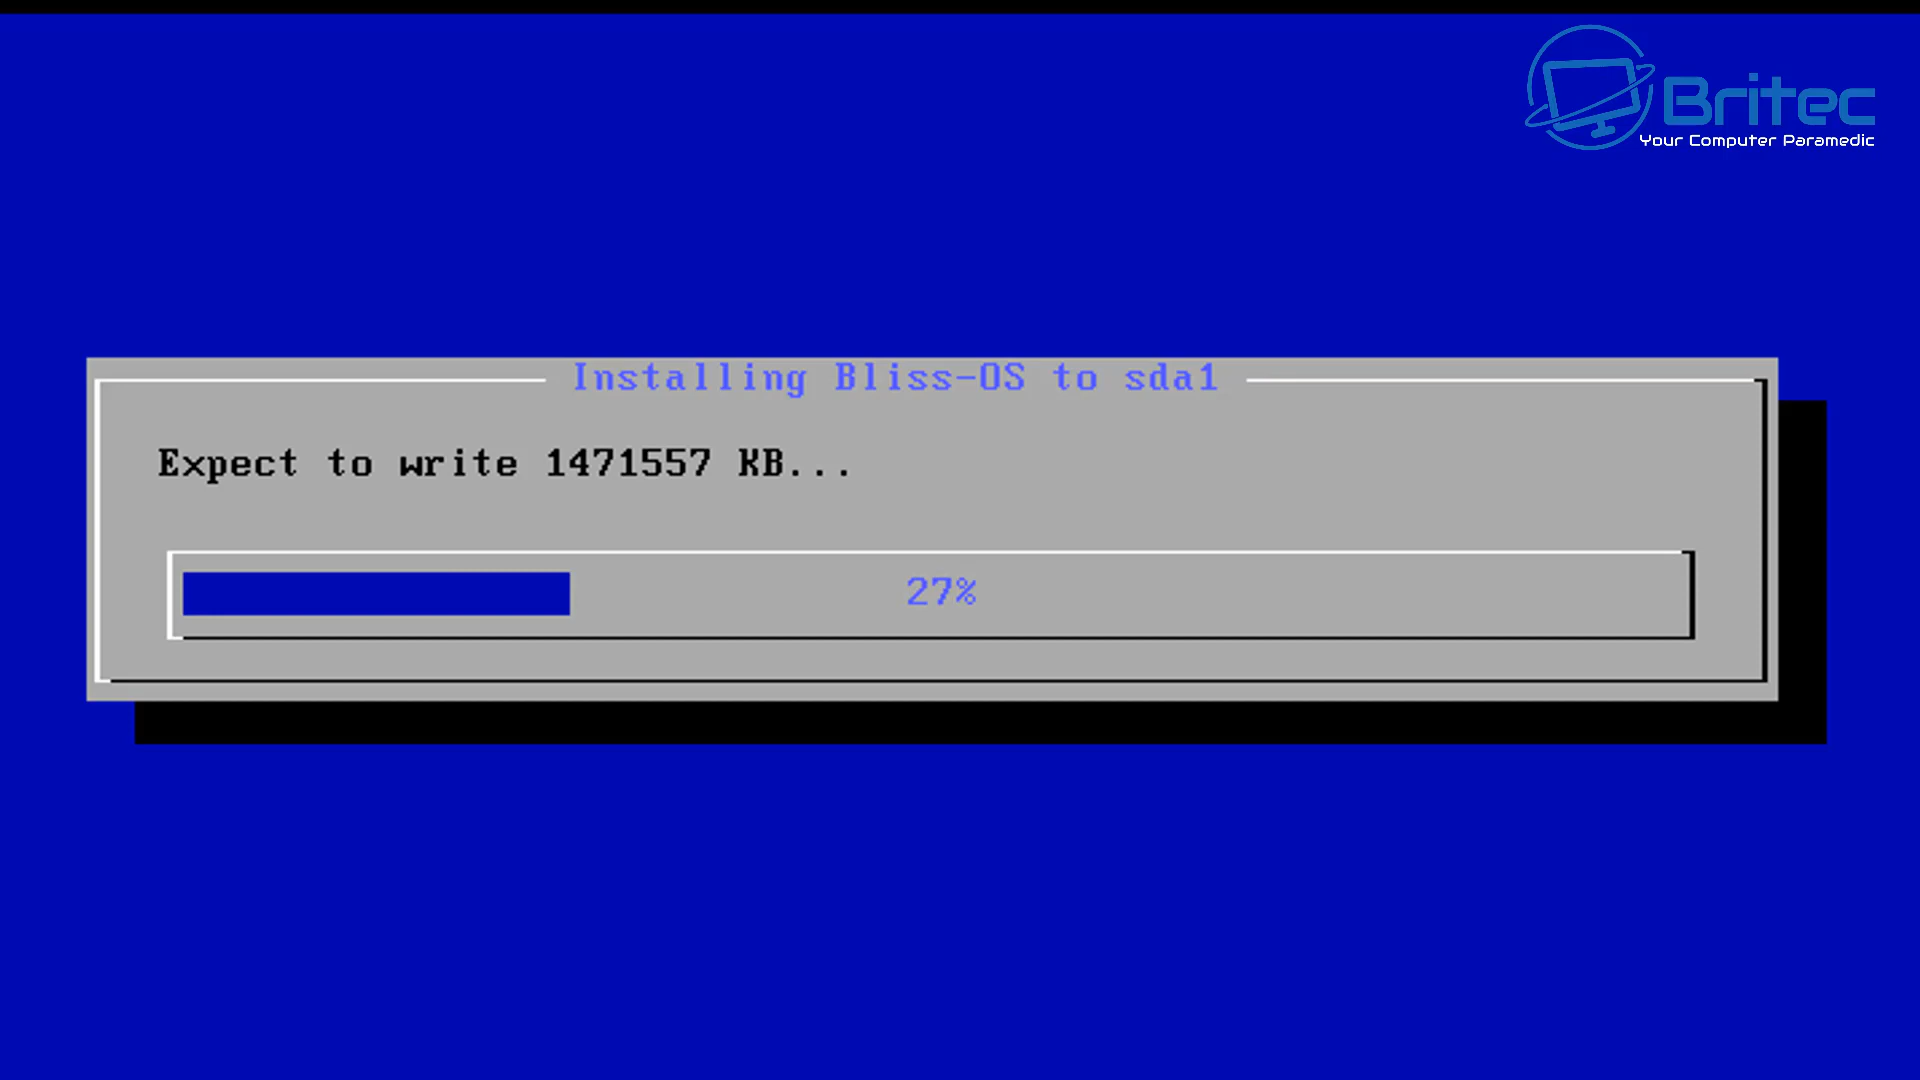 Britec
Your Computer Paramedic
Installing Bliss-OS to sda1
Expect to write 1471557 KB...
27%